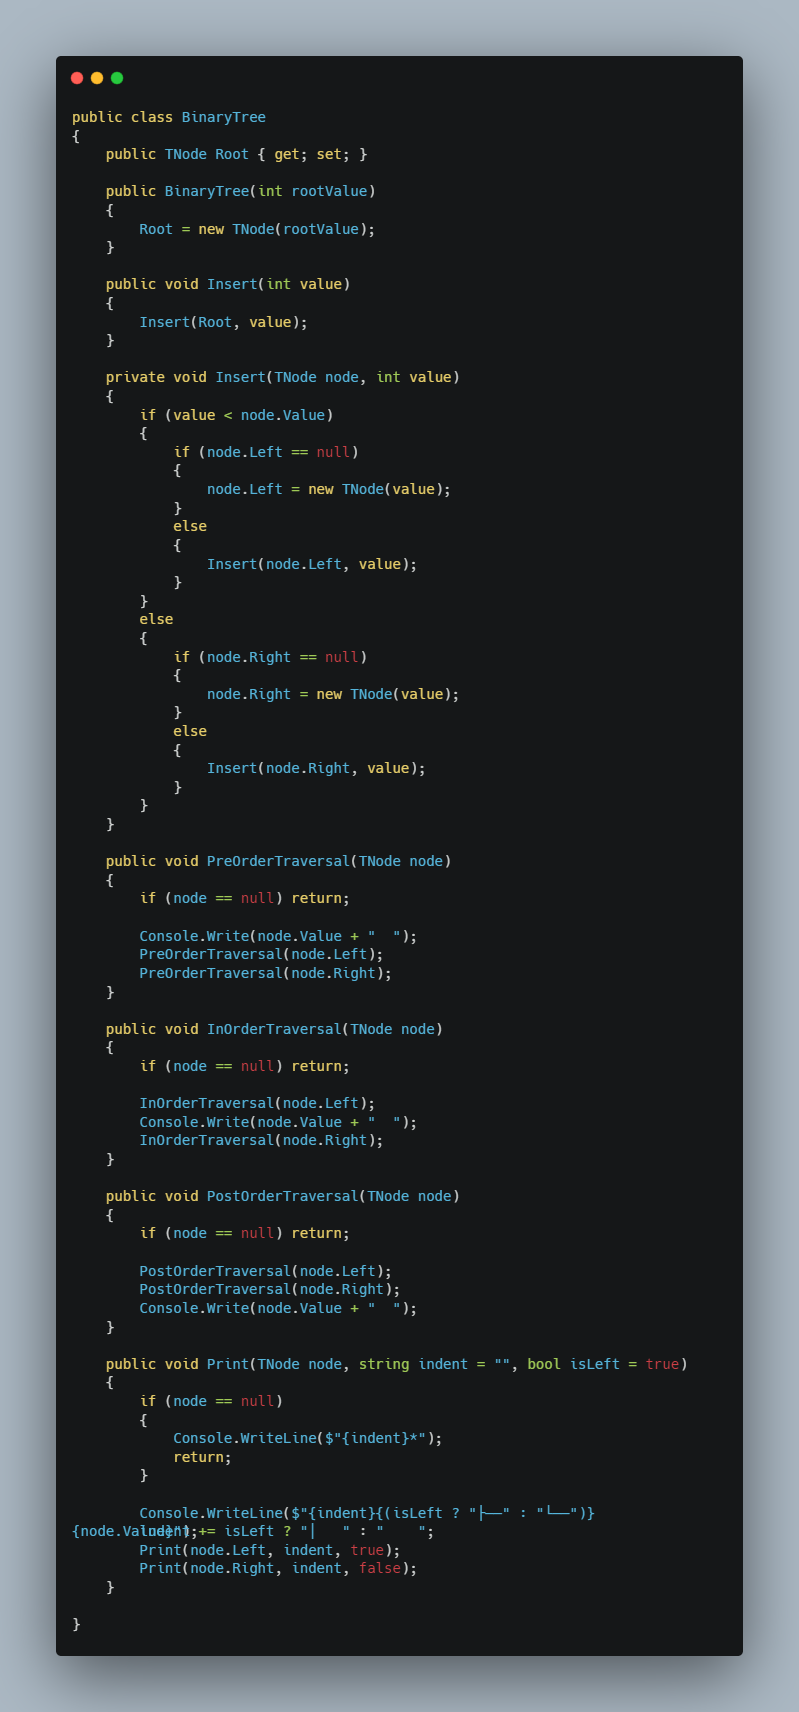 public class BinaryTree
{
    public TNode Root { get; set; }

    public BinaryTree(int rootValue)
    {
        Root = new TNode(rootValue);
    }

    public void Insert(int value)
    {
        Insert(Root, value);
    }

    private void Insert(TNode node, int value)
    {
        if (value < node.Value)
        {
            if (node.Left == null)
            {
                node.Left = new TNode(value);
            }
            else
            {
                Insert(node.Left, value);
            }
        }
        else
        {
            if (node.Right == null)
            {
                node.Right = new TNode(value);
            }
            else
            {
                Insert(node.Right, value);
            }
        }
    }

    public void PreOrderTraversal(TNode node)
    {
        if (node == null) return;

        Console.Write(node.Value + "  ");
        PreOrderTraversal(node.Left);
        PreOrderTraversal(node.Right);
    }

    public void InOrderTraversal(TNode node)
    {
        if (node == null) return;

        InOrderTraversal(node.Left);
        Console.Write(node.Value + "  ");
        InOrderTraversal(node.Right);
    }

    public void PostOrderTraversal(TNode node)
    {
        if (node == null) return;

        PostOrderTraversal(node.Left);
        PostOrderTraversal(node.Right);
        Console.Write(node.Value + "  ");
    }

    public void Print(TNode node, string indent = "", bool isLeft = true)
    {
        if (node == null)
        {
            Console.WriteLine($"{indent}*");
            return;
        }

        Console.WriteLine($"{indent}{(isLeft ? "├──" : "└──")}
{node.Value}");
        indent += isLeft ? "│   " : "    ";
        Print(node.Left, indent, true);
        Print(node.Right, indent, false);
    }

}